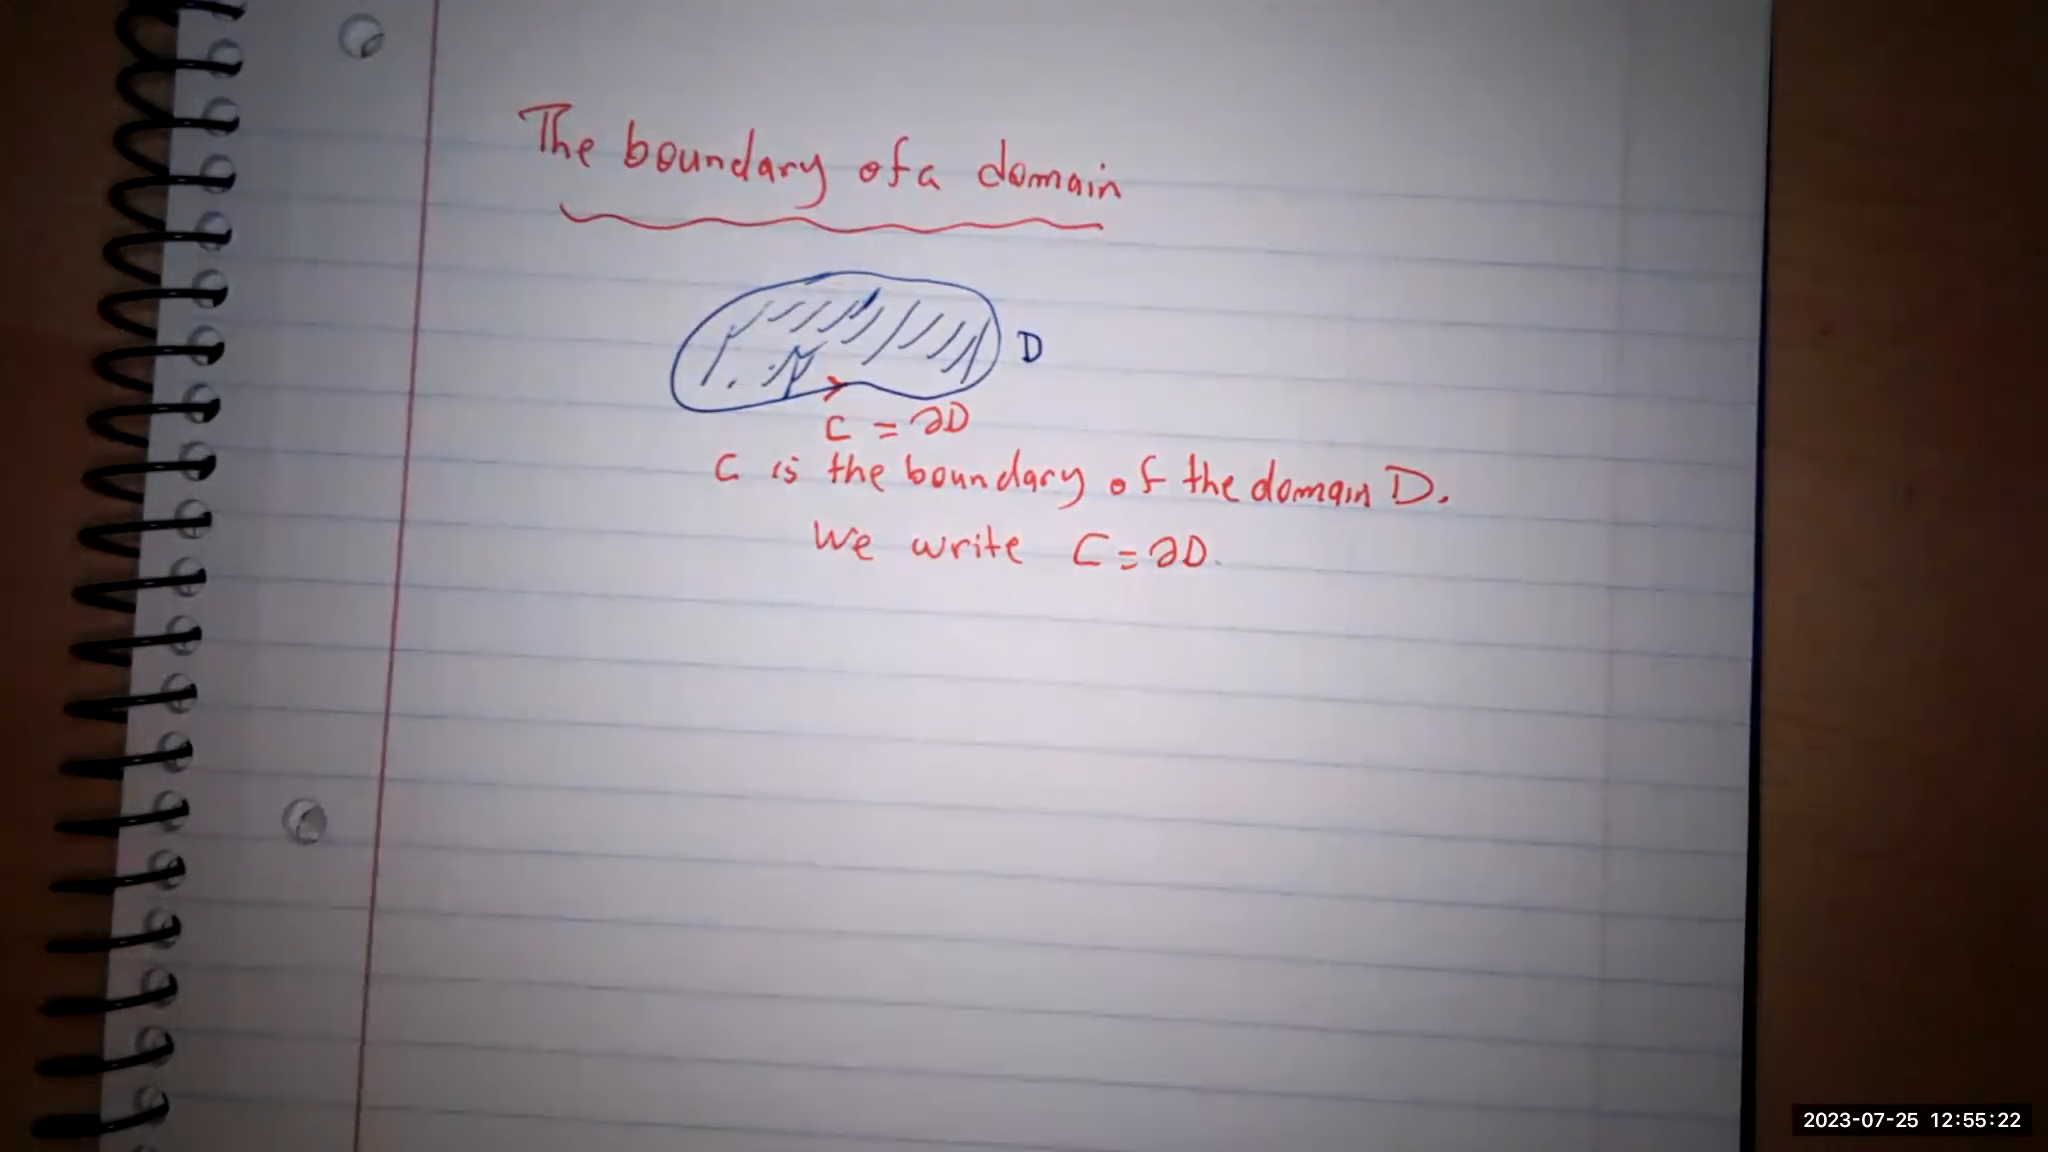 The boundary of a domain
D
C = ∂D
C is the boundary of the domain D.
We write C = ∂D.
2023-07-25 12:55:22